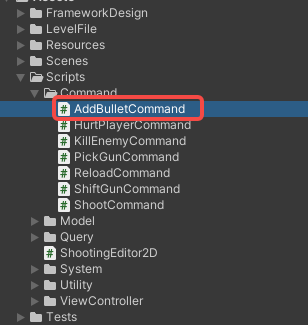 Assets
FrameworkDesign
LevelFile
Resources
Scenes
Scripts
Command
AddBulletCommand
HurtPlayerCommand
KillEnemyCommand
PickGunCommand
ReloadCommand
ShiftGunCommand
ShootCommand
Model
Query
ShootingEditor2D
System
Utility
ViewController
Tests